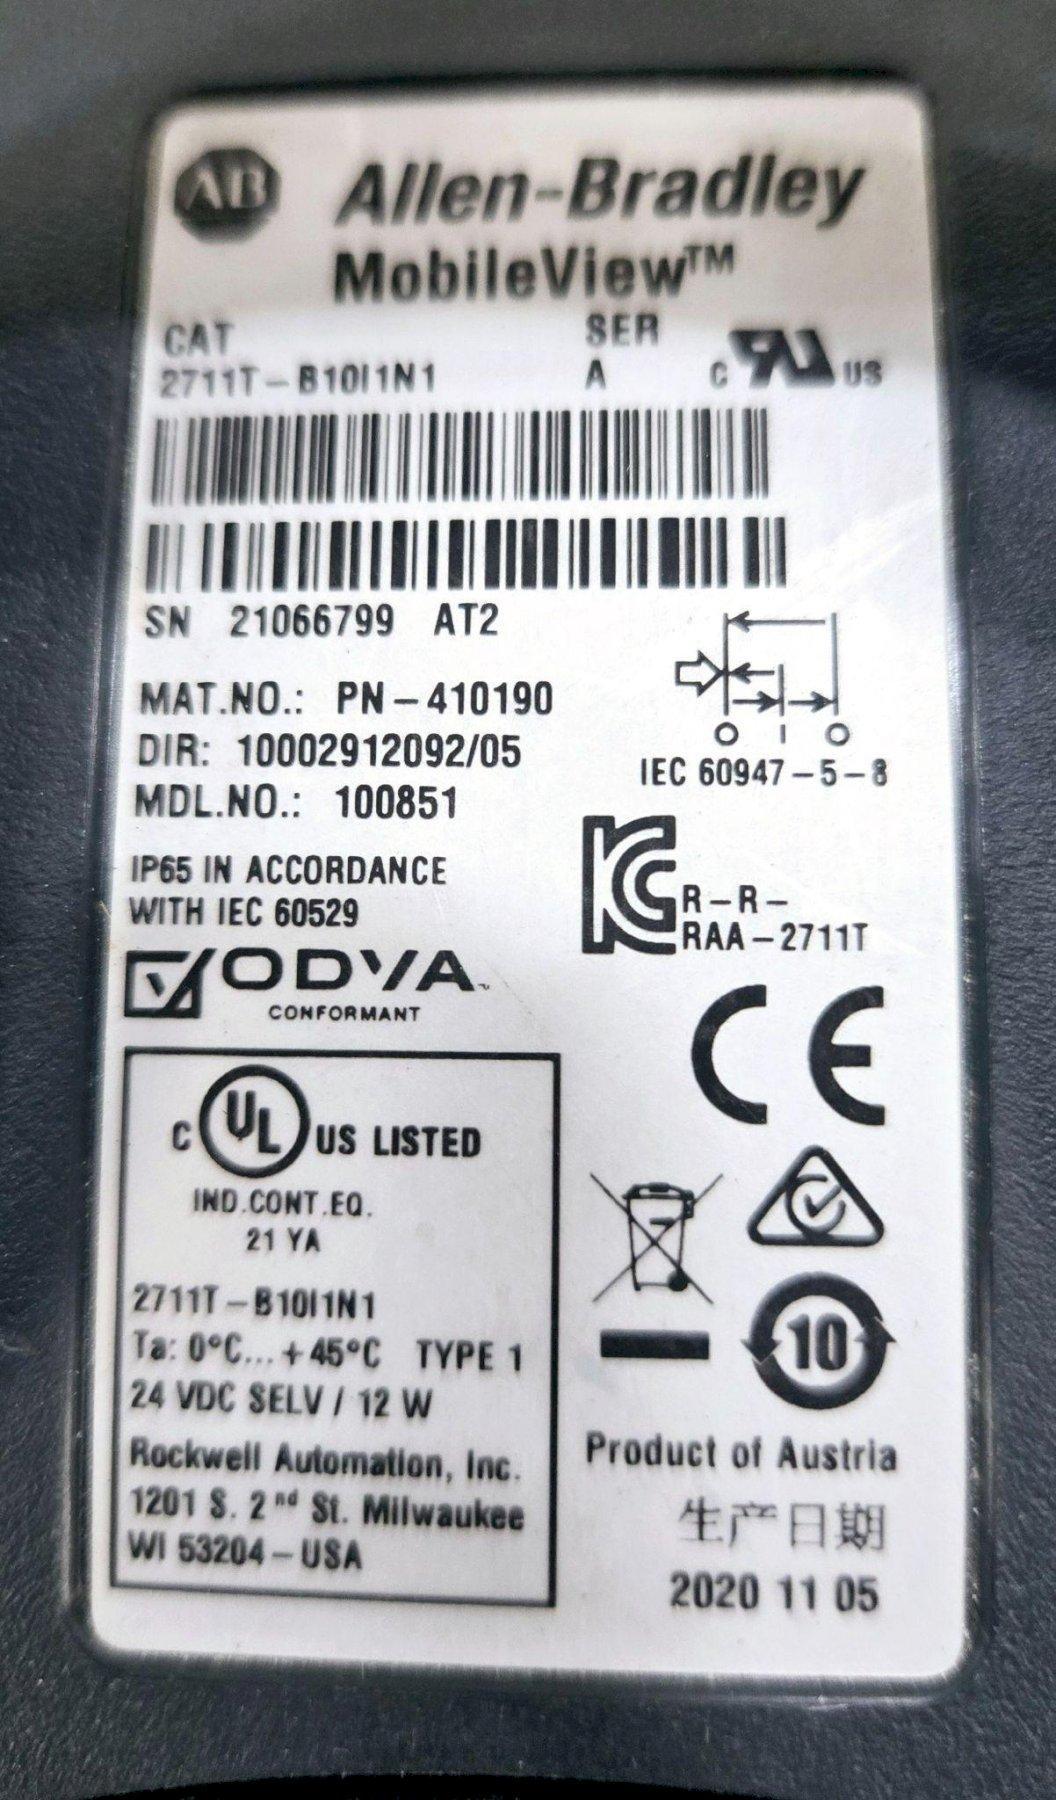 AB Allen-Bradley
MobileView™
CAT SER
2711T-B10I1N1 A
c RU US
SN 21066799 AT2
MAT.NO.: PN-410190
DIR: 10002912092/05
MDL.NO.: 100851
O I O
IEC 60947-5-8
IP65 IN ACCORDANCE
WITH IEC 60529
KC R-R-
RAA-2711T
ODVA™
CONFORMANT
CE
C UL US LISTED
IND.CONT.EQ.
21 YA
2711T-B10I1N1
Ta: 0°C...+45°C TYPE 1
24 VDC SELV / 12 W
Rockwell Automation, Inc.
1201 S. 2nd St. Milwaukee
WI 53204-USA
10
Product of Austria
生产日期
2020 11 05